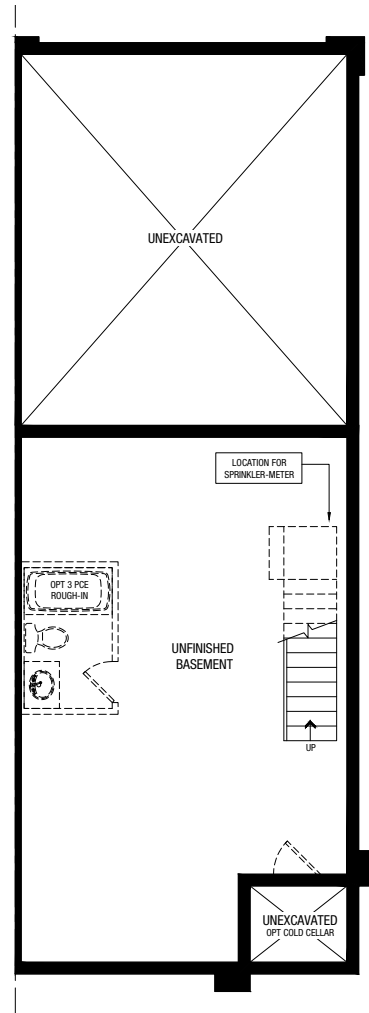 UNEXCAVATED
LOCATION FOR
SPRINKLER-METER
OPT 3 PCE
ROUGH-IN
UNFINISHED
BASEMENT
UP
UNEXCAVATED
OPT COLD CELLAR